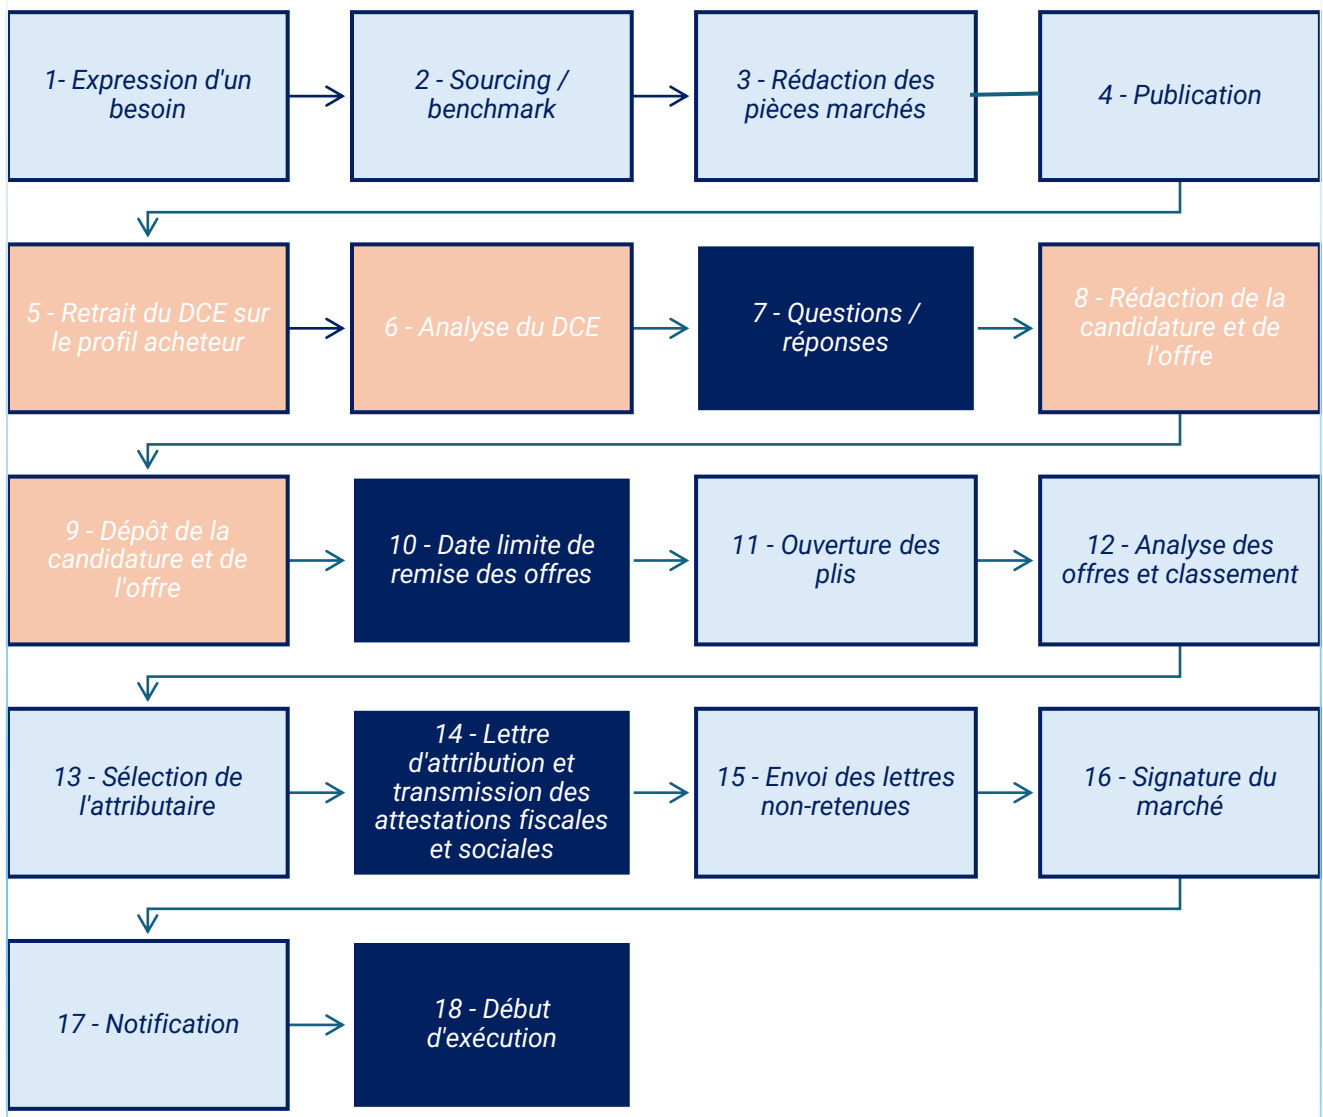 1- Expression d'un
besoin
2 - Sourcing /
benchmark
3 - Rédaction des
pièces marchés
4 - Publication
5 - Retrait du DCE sur
le profil acheteur
6 - Analyse du DCE
7 - Questions /
réponses
8 - Rédaction de la
candidature et de
l'offre
9 - Dépôt de la
candidature et de
l'offre
10 - Date limite de
remise des offres
11 - Ouverture des
plis
12 - Analyse des
offres et classement
13 - Sélection de
l'attributaire
14 - Lettre
d'attribution et
transmission des
attestations fiscales
et sociales
15 - Envoi des lettres
non-retenues
16 - Signature du
marché
17 - Notification
18 - Début
d'exécution